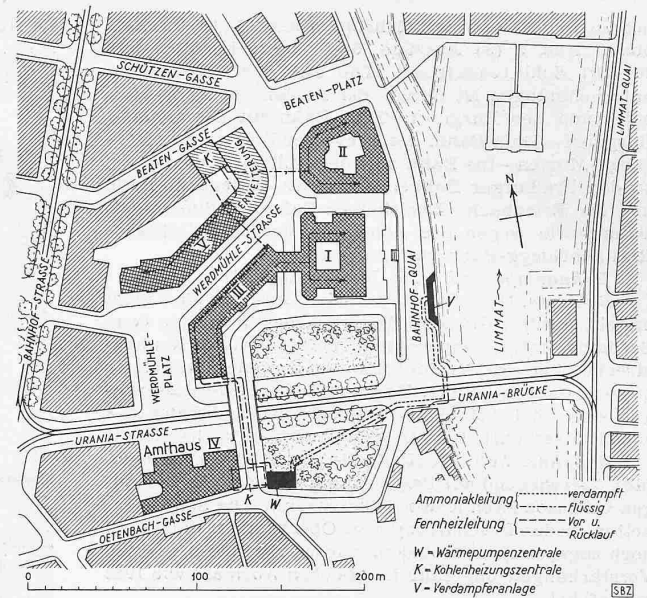 SCHÜTZEN-GASSE
BEATEN-PLATZ
LIMMAT-QUAI
BEATEN-GASSE
K
ERWEITERUNG
II
N
V
WERDMÜHLE-STRASSE
I
III
BAHNHOF-STRASSE
BAHNHOF-QUAI
V
LIMMAT
WERDMÜHLE-
PLATZ
URANIA-BRÜCKE
URANIA-STRASSE
Amthaus IV
K W
OETENBACH-GASSE
Ammoniakleitung verdampft
flüssig
Fernheizleitung Vor u.
Rücklauf
W = Wärmepumpenzentrale
K = Kohlenheizungszentrale
V = Verdampferanlage
0 100 200 m
SBZ